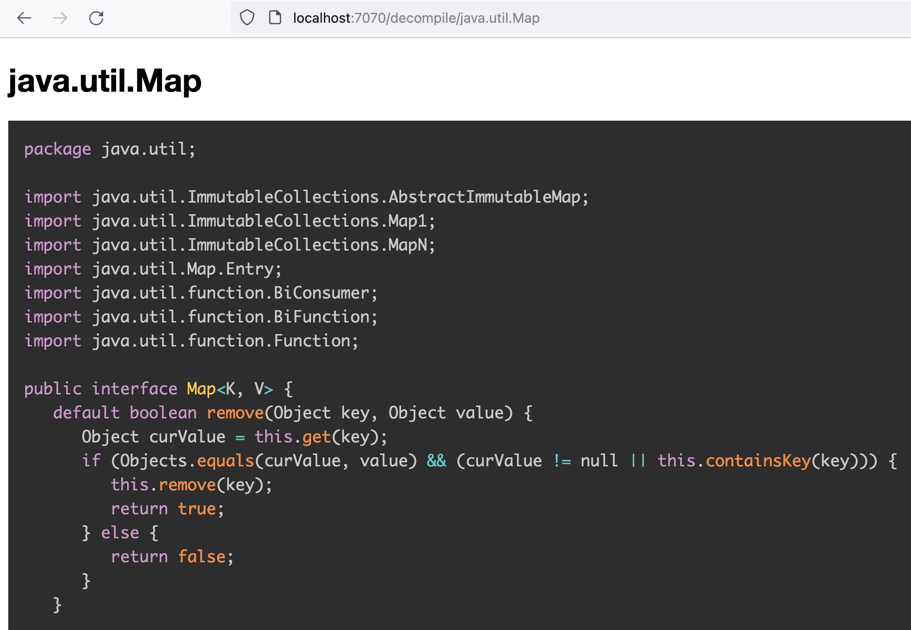 localhost:7070/decompile/java.util.Map
java.util.Map
package java.util;
import java.util.ImmutableCollections.AbstractImmutableMap;
import java.util.ImmutableCollections.Map1;
import java.util.ImmutableCollections.MapN;
import java.util.Map.Entry;
import java.util.function.BiConsumer;
import java.util.function.BiFunction;
import java.util.function.Function;
public interface Map<K, V> {
default boolean remove(Object key, Object value) {
Object curValue = this.get(key);
if (Objects.equals(curValue, value) && (curValue != null || this.containsKey(key))) {
this.remove(key);
return true;
} else {
return false;
}
}